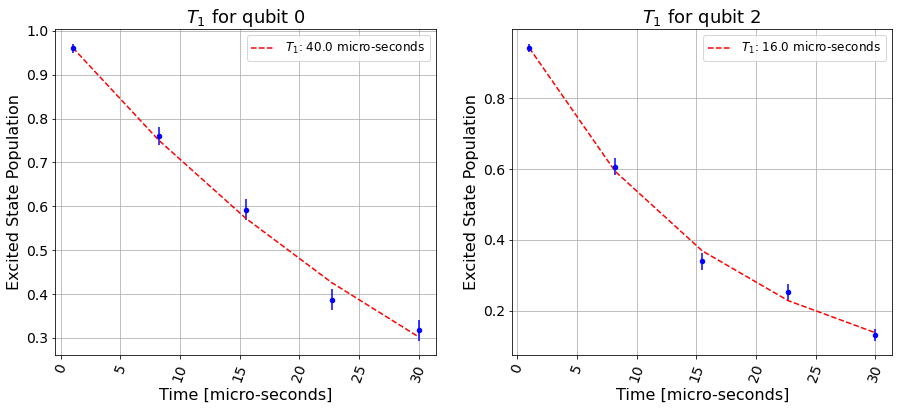 T₁ for qubit 0
T₁: 40.0 micro-seconds
Excited State Population
1.0
0.9
0.8
0.7
0.6
0.5
0.4
0.3
0 5 10 15 20 25 30
Time [micro-seconds]
T₁ for qubit 2
T₁: 16.0 micro-seconds
Excited State Population
0.8
0.6
0.4
0.2
0 5 10 15 20 25 30
Time [micro-seconds]